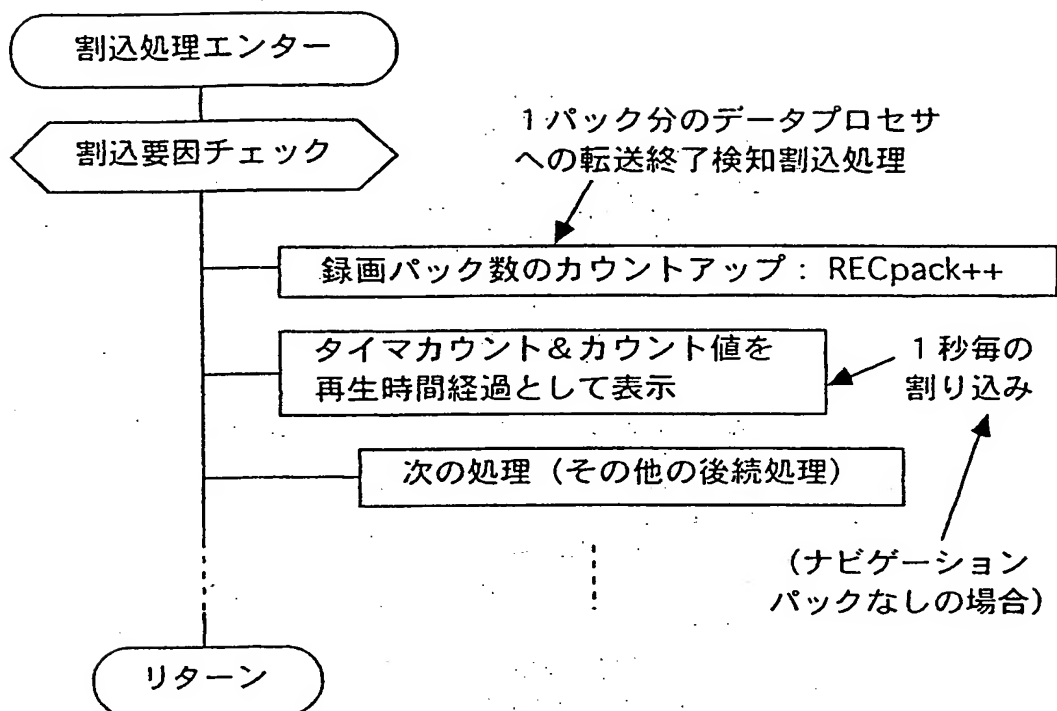 割込処理エンター
割込要因チェック
1パック分のデータプロセサ
への転送終了検知割込処理
録画パック数のカウントアップ: RECpack++
タイマカウント&カウント値を
再生時間経過として表示
1秒毎の
割り込み
次の処理(その他の後続処理)
(ナビゲーション
パックなしの場合)
リターン